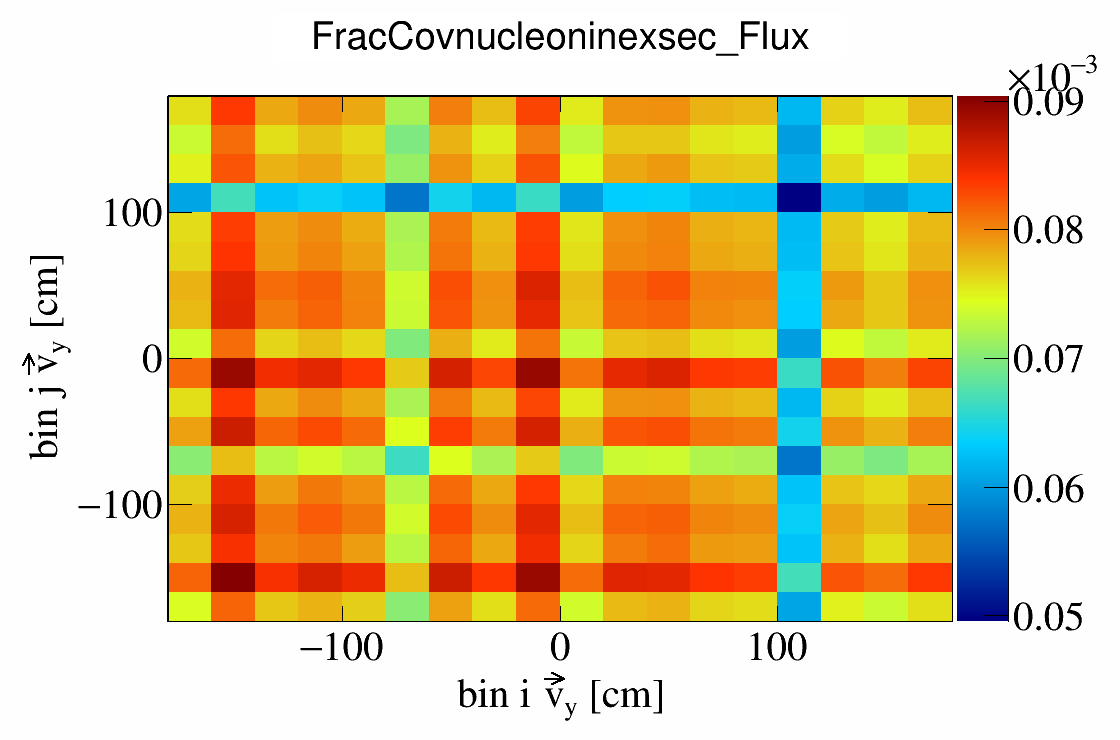 FracCovnucleoninexsec_Flux
×10⁻³
0.09
0.08
0.07
0.06
0.05
100
0
−100
bin j v⃗y [cm]
−100 0 100
bin i v⃗y [cm]